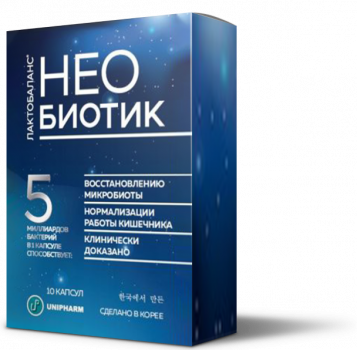 ЛАКТОБАЛАНС®
НЕО
БИОТИК
5
МИЛЛИАРДОВ
БАКТЕРИЙ
В 1 КАПСУЛЕ
СПОСОБСТВУЕТ:
ВОССТАНОВЛЕНИЮ
МИКРОБИОТЫ
НОРМАЛИЗАЦИИ
РАБОТЫ КИШЕЧНИКА
КЛИНИЧЕСКИ
ДОКАЗАНО
10 КАПСУЛ
UNIPHARM
한국에서 만든
СДЕЛАНО В КОРЕЕ